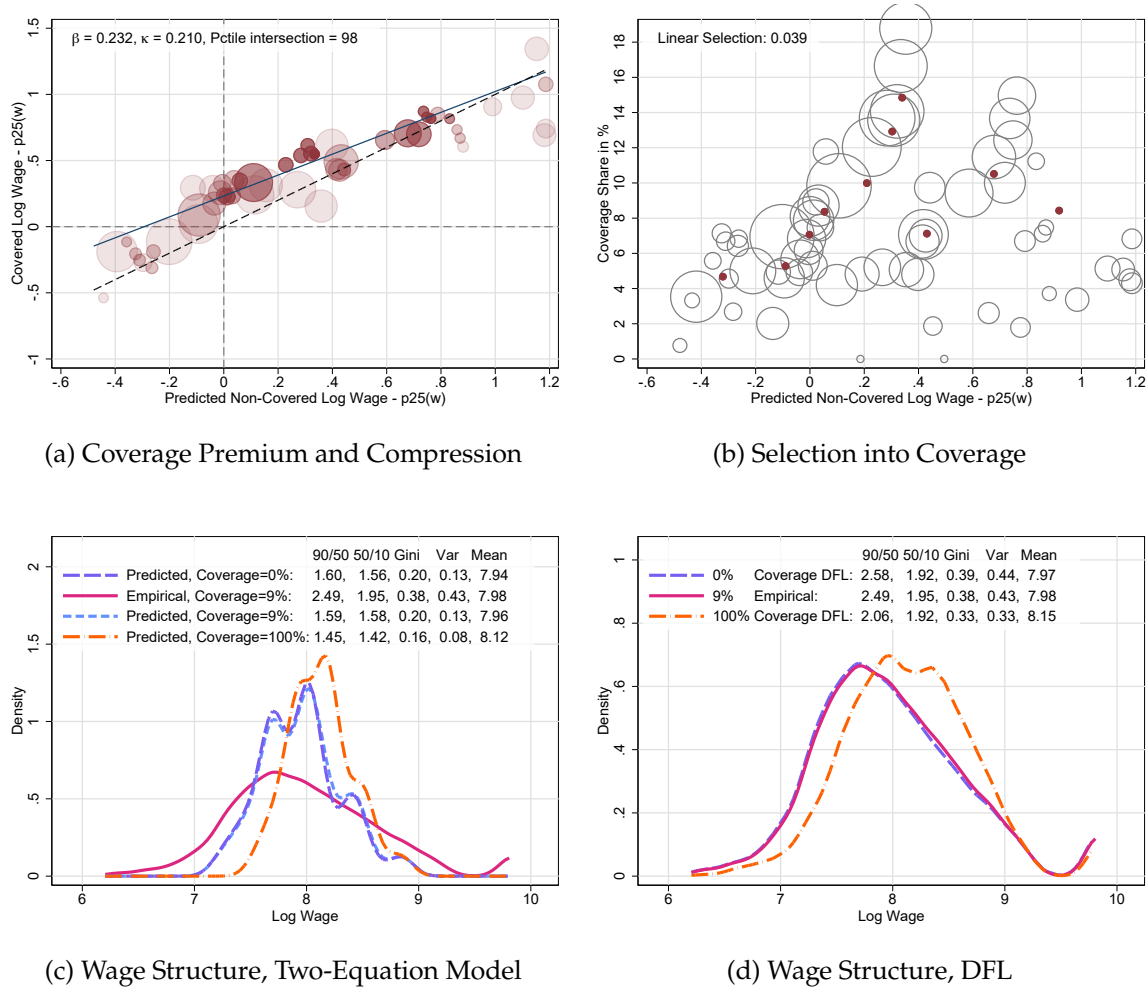 β = 0.232, κ = 0.210, Pctile intersection = 98
Covered Log Wage - p25(w)
1.5
1
.5
0
-.5
-1
-.6 -.4 -.2 0 .2 .4 .6 .8 1 1.2
Predicted Non-Covered Log Wage - p25(w)
(a) Coverage Premium and Compression
Linear Selection: 0.039
Coverage Share in %
18
16
14
12
10
8
6
4
2
0
-.6 -.4 -.2 0 .2 .4 .6 .8 1 1.2
Predicted Non-Covered Log Wage - p25(w)
(b) Selection into Coverage
90/50 50/10 Gini Var Mean
Predicted, Coverage=0%: 1.60, 1.56, 0.20, 0.13, 7.94
Empirical, Coverage=9%: 2.49, 1.95, 0.38, 0.43, 7.98
Predicted, Coverage=9%: 1.59, 1.58, 0.20, 0.13, 7.96
Predicted, Coverage=100%: 1.45, 1.42, 0.16, 0.08, 8.12
Density
2
1.5
1
.5
0
6 7 8 9 10
Log Wage
(c) Wage Structure, Two-Equation Model
90/50 50/10 Gini Var Mean
0% Coverage DFL: 2.58, 1.92, 0.39, 0.44, 7.97
9% Empirical: 2.49, 1.95, 0.38, 0.43, 7.98
100% Coverage DFL: 2.06, 1.92, 0.33, 0.33, 8.15
Density
1
.8
.6
.4
.2
0
6 7 8 9 10
Log Wage
(d) Wage Structure, DFL